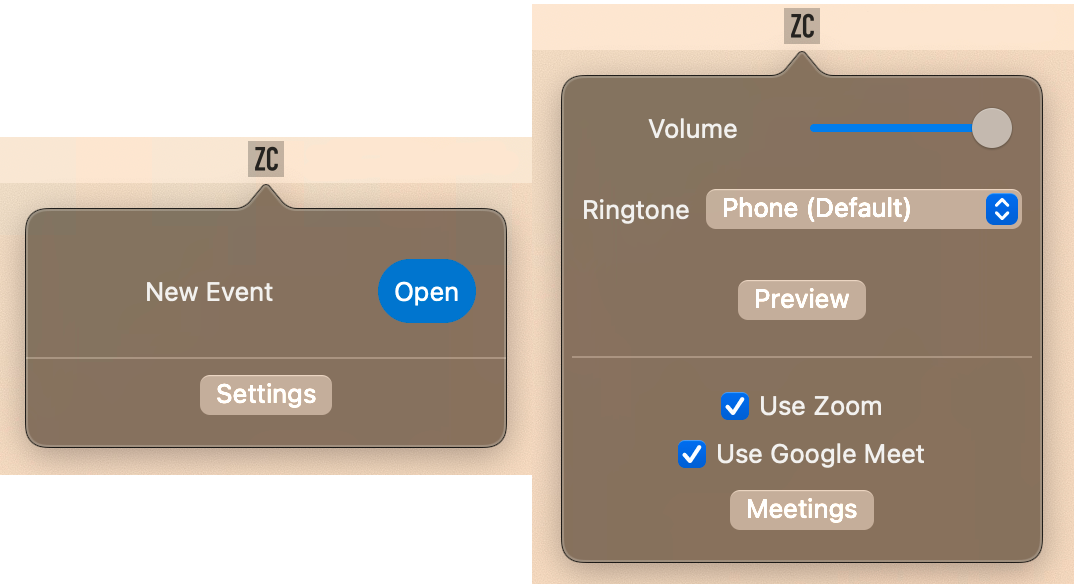 ZC
New Event
Open
Settings
ZC
Volume
Ringtone
Phone (Default)
Preview
Use Zoom
Use Google Meet
Meetings